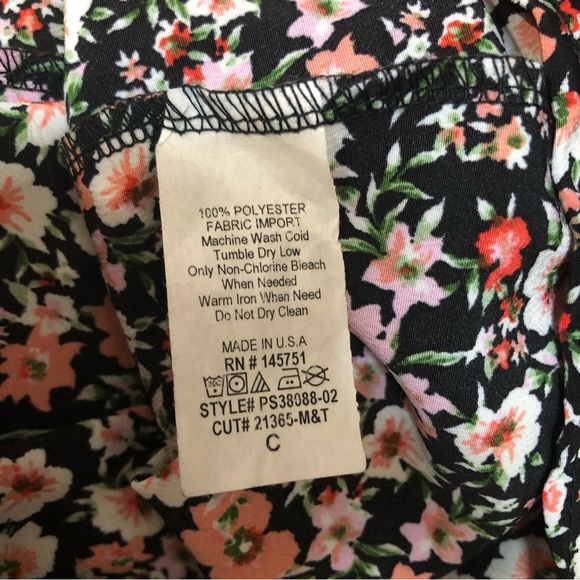 100% POLYESTER
FABRIC IMPORT
Machine Wash Cold
Tumble Dry Low
Only Non-Chlorine Bleach
When Needed
Warm Iron When Need
Do Not Dry Clean
MADE IN U.S.A
RN # 145751
STYLE# PS38088-02
CUT# 21365-M&T
C